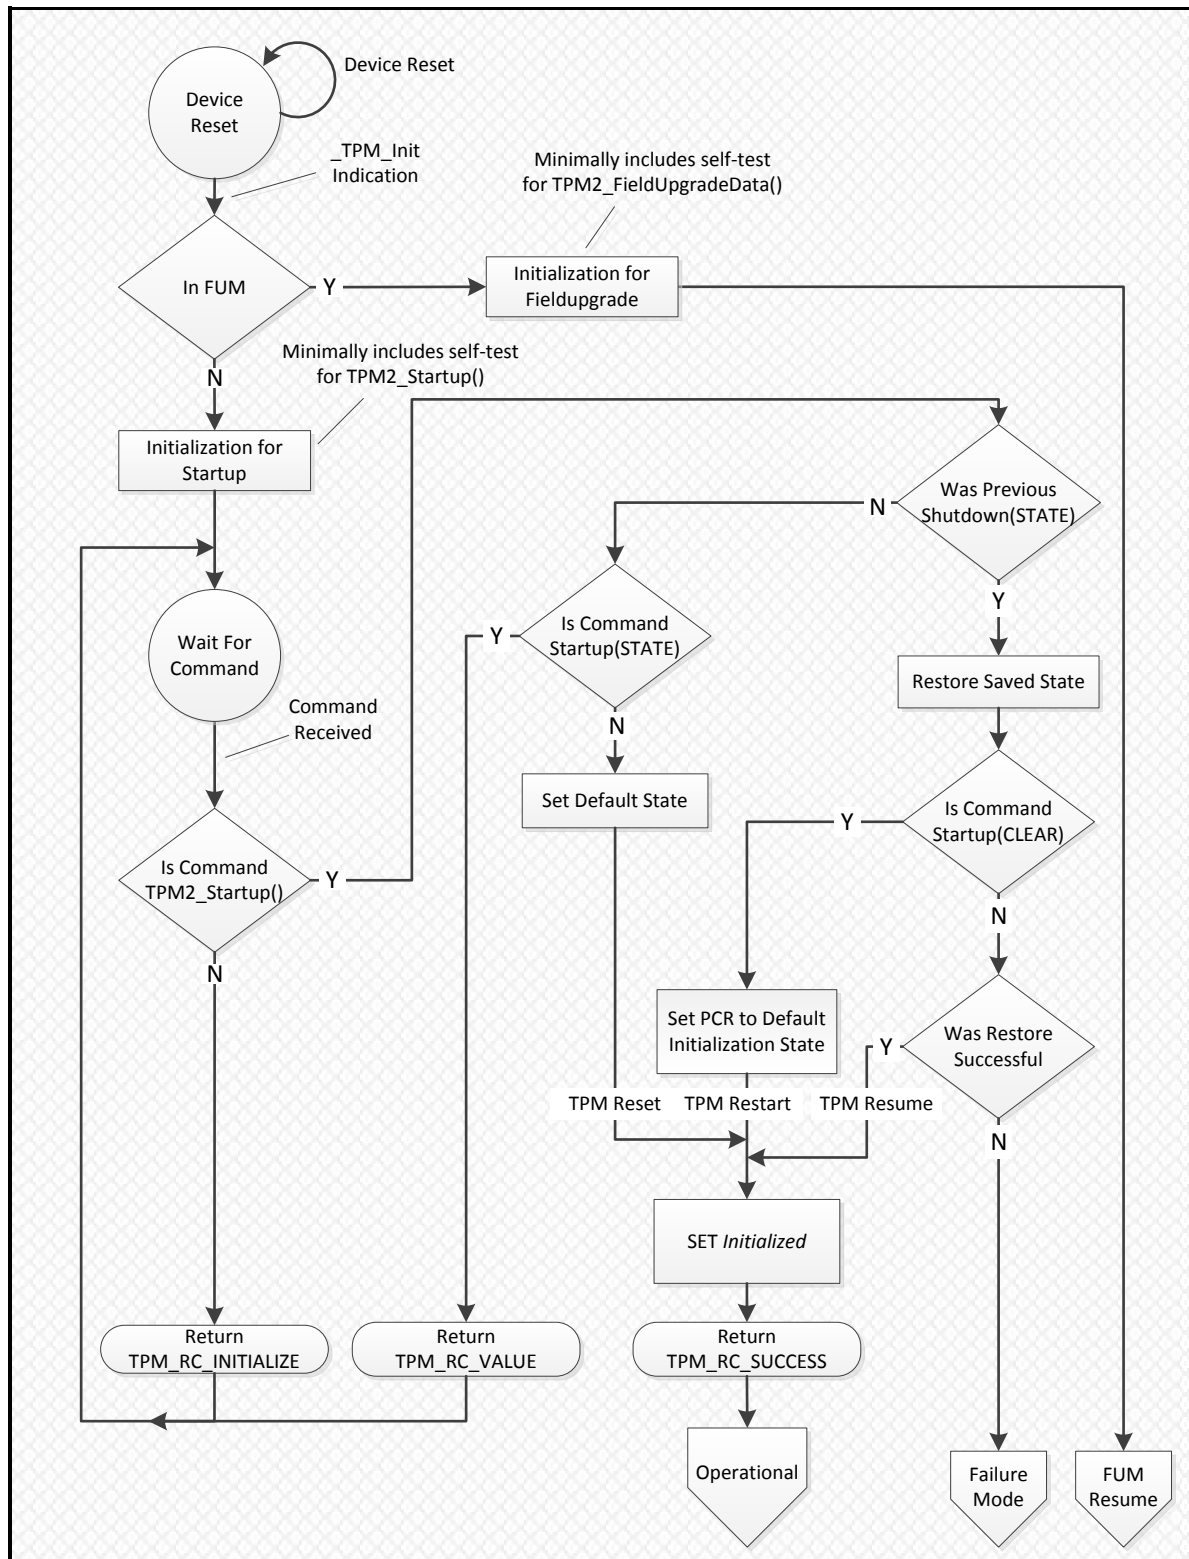 Device Reset
Device
Reset
_TPM_Init
Indication
Minimally includes self-test
for TPM2_FieldUpgradeData()
In FUM
Y
Initialization for
Fieldupgrade
N
Minimally includes self-test
for TPM2_Startup()
Initialization for
Startup
Was Previous
Shutdown(STATE)
N
Y
Wait For
Command
Is Command
Startup(STATE)
Y
N
Restore Saved State
Command
Received
Set Default State
Is Command
Startup(CLEAR)
Y
N
Is Command
TPM2_Startup()
Y
N
Set PCR to Default
Initialization State
Was Restore
Successful
Y
N
TPM Reset
TPM Restart
TPM Resume
SET Initialized
Return
TPM_RC_INITIALIZE
Return
TPM_RC_VALUE
Return
TPM_RC_SUCCESS
Operational
Failure
Mode
FUM
Resume